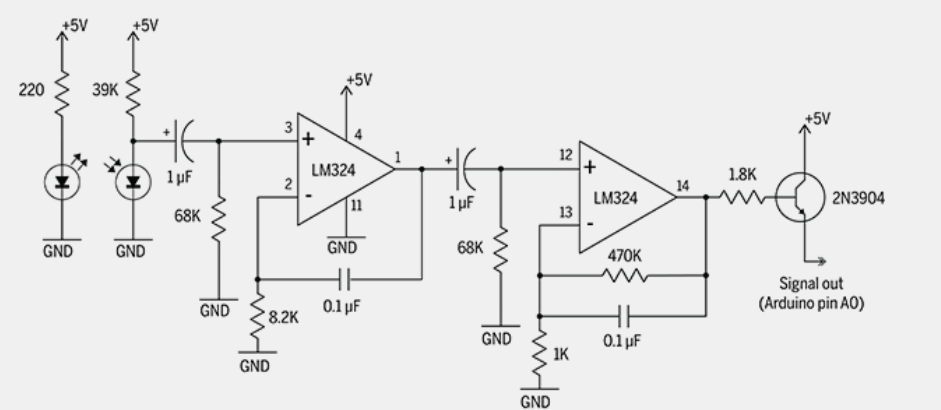 +5V
+5V
220
39K
+
1 µF
GND
GND
68K
GND
+5V
3
+
4
LM324
1
2
-
11
GND
0.1 µF
8.2K
GND
+
1 µF
68K
GND
12
+
LM324
14
13
-
470K
0.1 µF
1K
GND
1.8K
+5V
2N3904
Signal out
(Arduino pin A0)